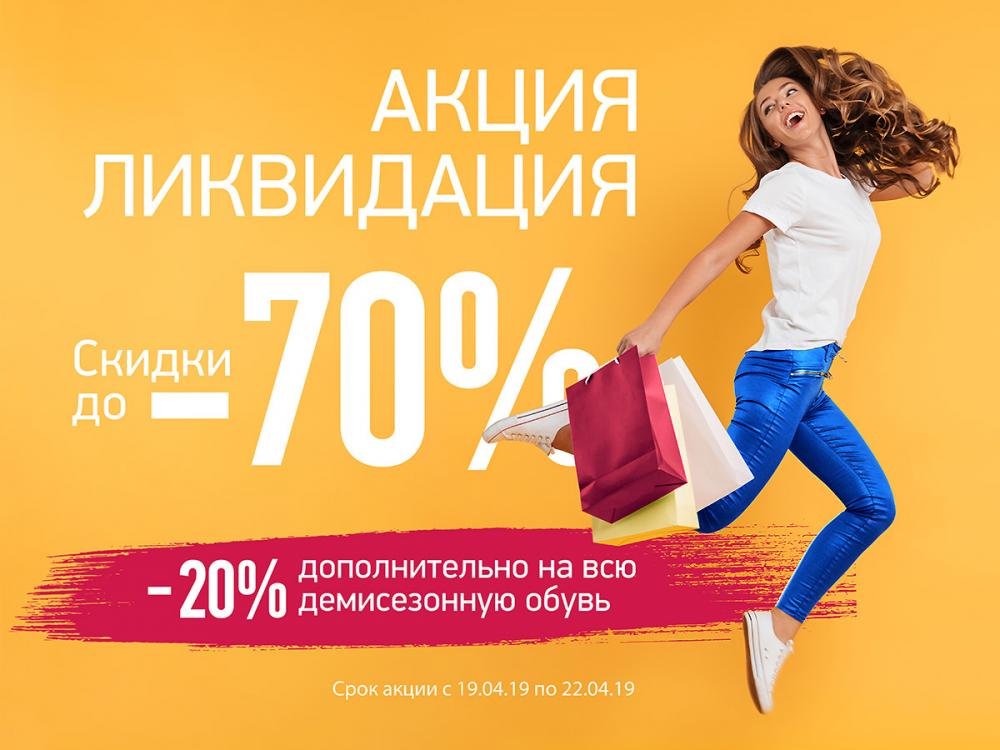 АКЦИЯ
ЛИКВИДАЦИЯ
Скидки
до -70%
-20% дополнительно на всю
демисезонную обувь
Срок акции с 19.04.19 по 22.04.19